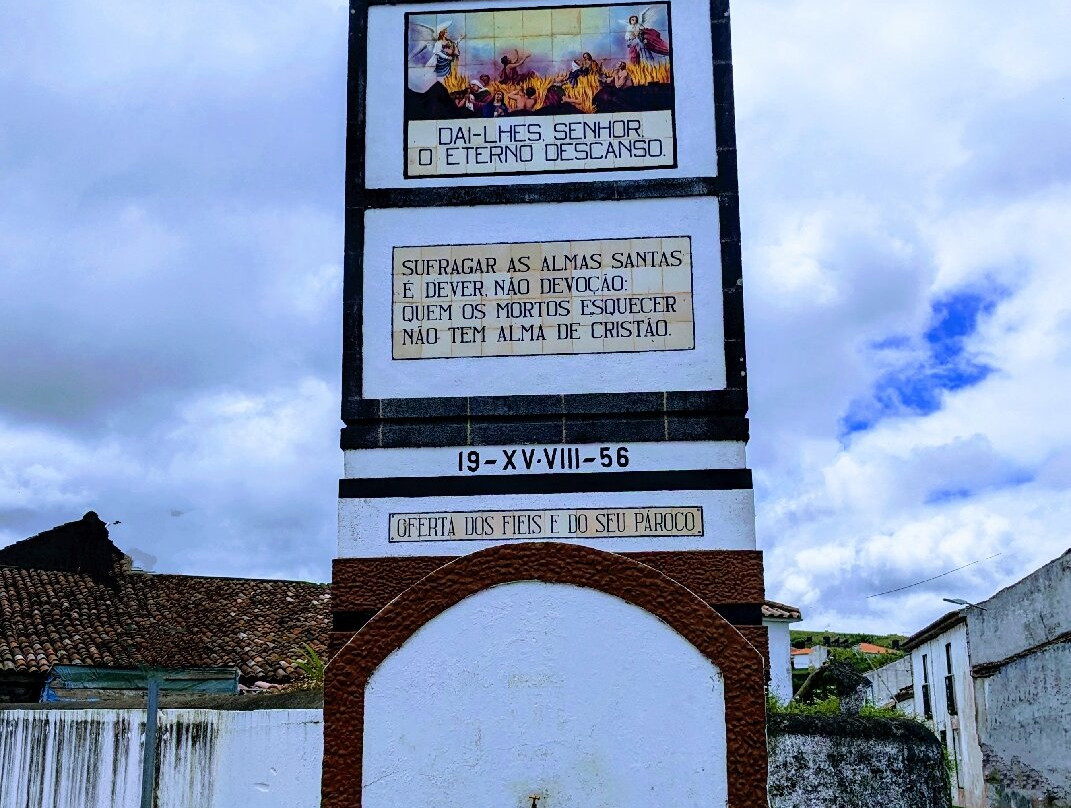 DAI-LHES, SENHOR,
O ETERNO DESCANSO.
SUFRAGAR AS ALMAS SANTAS
É DEVER, NÃO DEVOÇÃO:
QUEM OS MORTOS ESQUECER
NÃO TEM ALMA DE CRISTÃO.
19-XV-VIII-56
OFERTA DOS FIEIS E DO SEU PÁROCO.